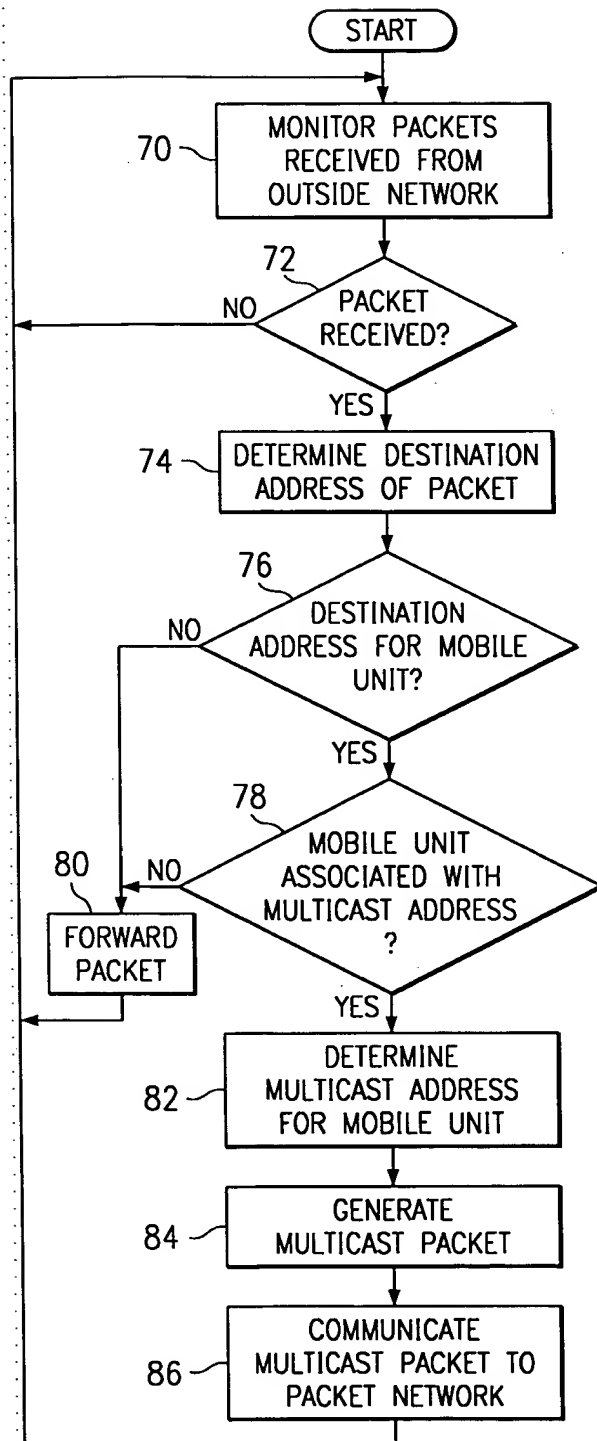 START
70
MONITOR PACKETS
RECEIVED FROM
OUTSIDE NETWORK
72
NO
PACKET
RECEIVED?
YES
74
DETERMINE DESTINATION
ADDRESS OF PACKET
76
NO
DESTINATION
ADDRESS FOR MOBILE
UNIT?
YES
78
NO
MOBILE UNIT
ASSOCIATED WITH
MULTICAST ADDRESS
?
80
FORWARD
PACKET
YES
82
DETERMINE
MULTICAST ADDRESS
FOR MOBILE UNIT
84
GENERATE
MULTICAST PACKET
86
COMMUNICATE
MULTICAST PACKET TO
PACKET NETWORK